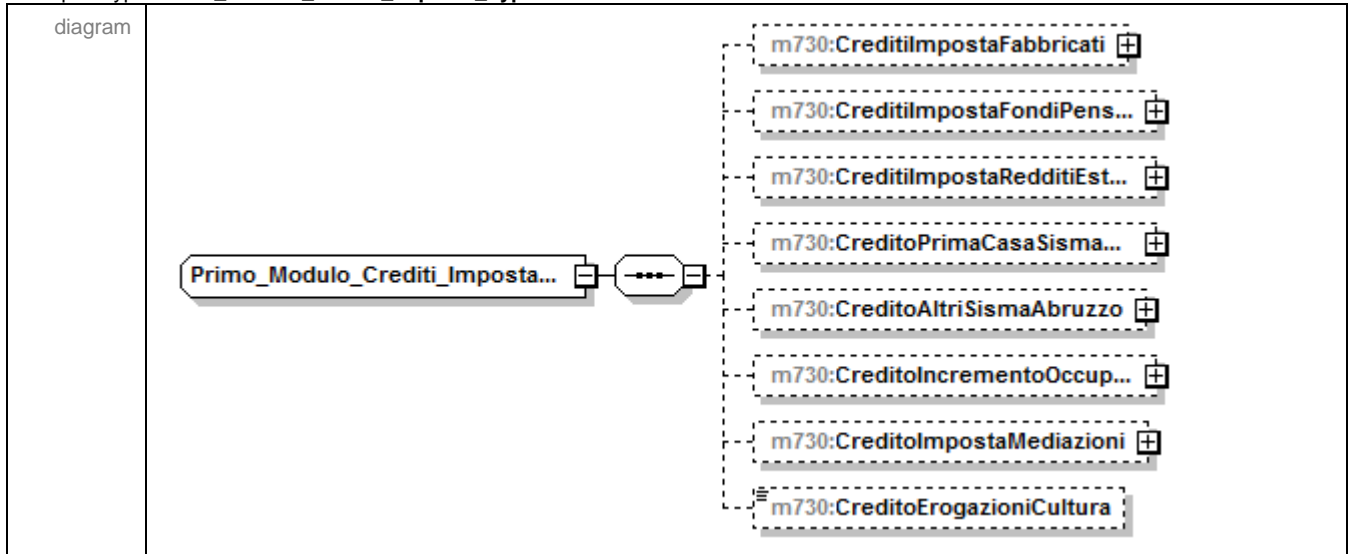 diagram
m730:CreditiImpostaFabbricati
m730:CreditiImpostaFondiPens...
m730:CreditiImpostaRedditiEst...
m730:CreditoPrimaCasaSisma...
Primo_Modulo_Crediti_Imposta...
m730:CreditoAltriSismaAbruzzo
m730:CreditoIncrementoOccup...
m730:CreditoImpostaMediazioni
m730:CreditoErogazioniCultura